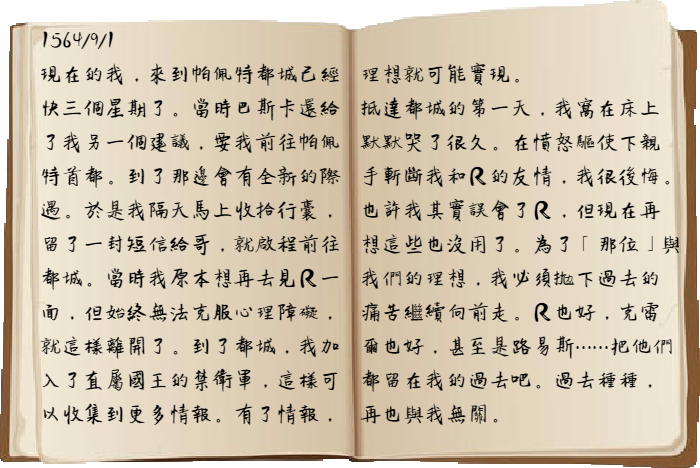 1564/9/1
現在的我，來到帕佩特都城已經
快三個星期了。當時巴斯卡還給
了我另一個建議，要我前往帕佩
特首都。到了那邊會有全新的際
遇。於是我隔天馬上收拾行囊，
留了一封短信給哥，就啟程前往
都城。當時我原本想再去見R一
面，但始終無法克服心理障礙，
就這樣離開了。到了都城，我加
入了直屬國王的禁衛軍，這樣可
以收集到更多情報。有了情報，
理想就可能實現。
抵達都城的第一天，我窩在床上
默默哭了很久。在憤怒驅使下親
手斬斷我和R的友情，我很後悔。
也許我其實誤會了R，但現在再
想這些也沒用了。為了「那位」與
我們的理想，我必須拋下過去的
痛苦繼續向前走。R也好，克雷
爾也好，甚至是路易斯……把他們
都留在我的過去吧。過去種種，
再也與我無關。